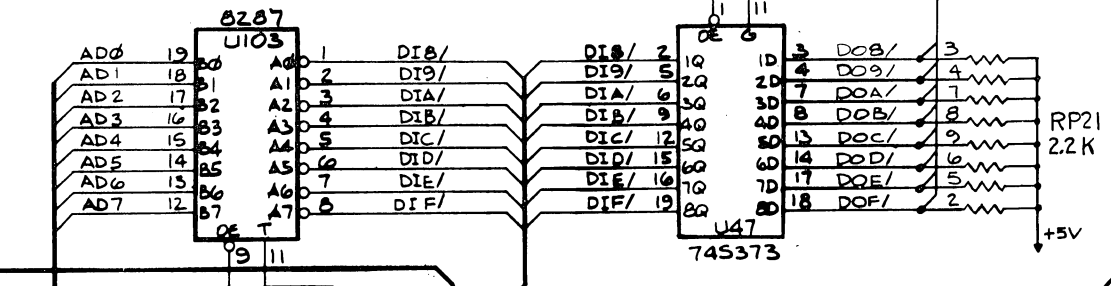 8287
U103
ADØ 19 BØ AØ 1 DI8/
AD1 18 B1 A1 2 DI9/
AD2 17 B2 A2 3 DIA/
AD3 16 B3 A3 4 DIB/
AD4 15 B4 A4 5 DIC/
AD5 14 B5 A5 6 DID/
AD6 13 B6 A6 7 DIE/
AD7 12 B7 A7 8 DIF/
OE T
9 11
1 11
OE G
DI8/ 2 1Q 1D 3 DO8/ 3
DI9/ 5 2Q 2D 4 DO9/ 4
DIA/ 6 3Q 3D 7 DOA/ 7
DIB/ 9 4Q 4D 8 DOB/ 8
DIC/ 12 5Q 5D 13 DOC/ 9
DID/ 15 6Q 6D 14 DOD/ 6
DIE/ 16 7Q 7D 17 DOE/ 5
DIF/ 19 8Q 8D 18 DOF/ 2
U47
74S373
RP21
2.2K
+5V